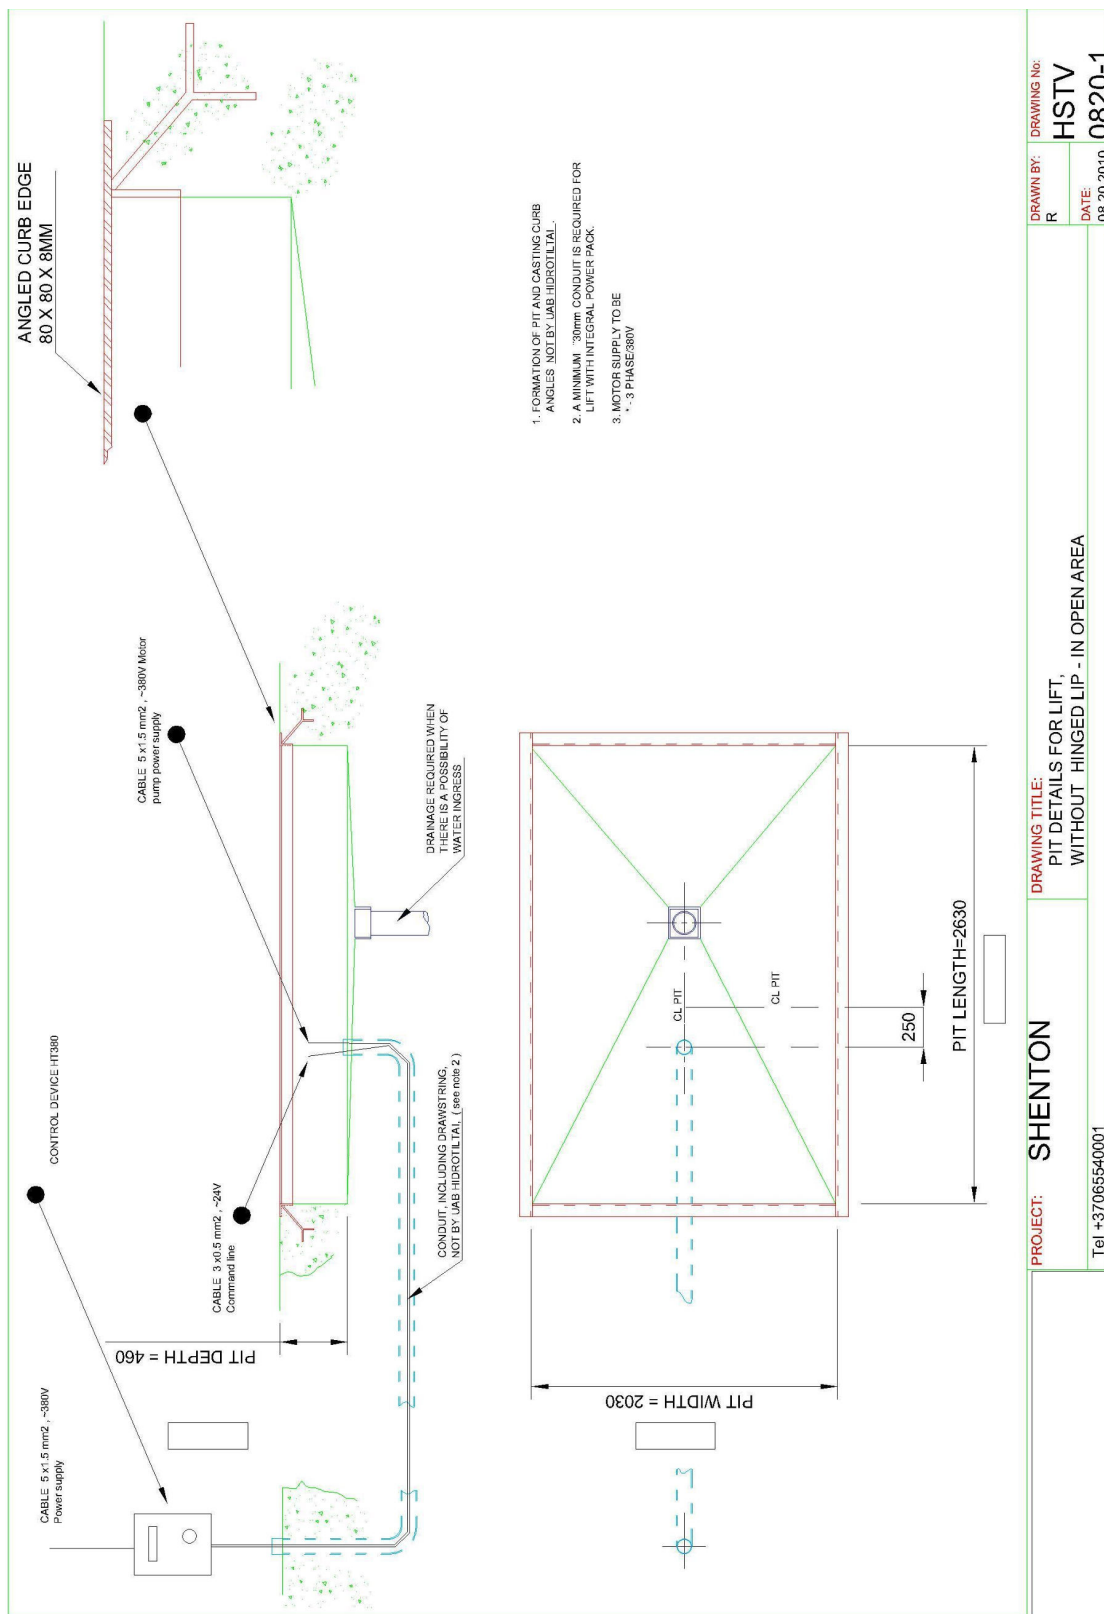 ANGLED CURB EDGE
80 X 80 X 8MM
CABLE 5 x1.5 mm2 , ~380V
Power supply
CONTROL DEVICE HT380
CABLE 3 x0.5 mm2 , ~24V
Command line
CABLE 5 x1.5 mm2 , ~380V Motor
pump power supply
PIT DEPTH = 460
CONDUIT, INCLUDING DRAWSTRING,
NOT BY UAB HIDROTILTAI, ( see note 2 )
DRAINAGE REQUIRED WHEN
THERE IS A POSSIBILITY OF
WATER INGRESS
1. FORMATION OF PIT AND CASTING CURB
ANGLES NOT BY UAB HIDROTILTAI .
2. A MINIMUM ¨30mm CONDUIT IS REQUIRED FOR
LIFT WITH INTEGRAL POWER PACK.
3. MOTOR SUPPLY TO BE
* - 3 PHASE/380V
PIT WIDTH = 2030
CL PIT
CL PIT
250
PIT LENGTH=2630
PROJECT:
SHENTON
Tel +37065540001
DRAWING TITLE:
PIT DETAILS FOR LIFT,
WITHOUT HINGED LIP - IN OPEN AREA
DRAWN BY:
R
DATE:
08.20.2019
DRAWING No:
HSTV
0820-1